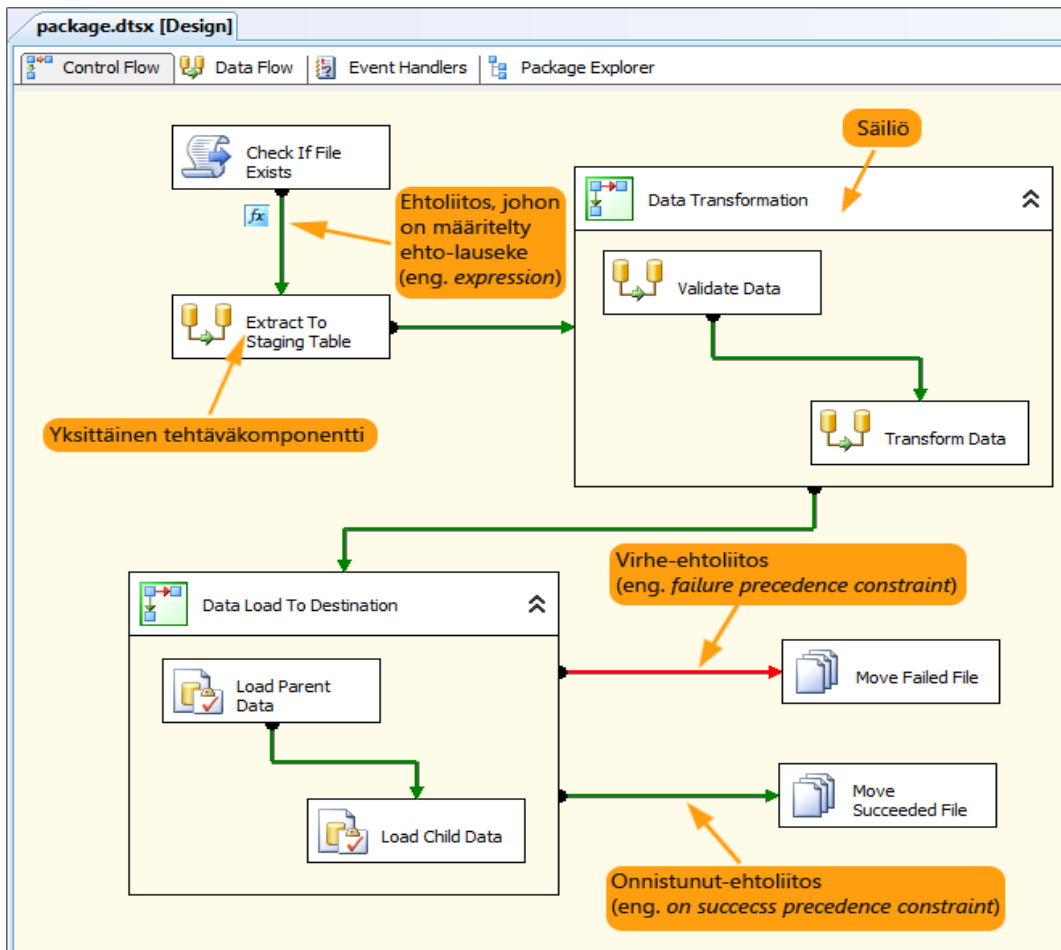 package.dtsx [Design]
Control Flow
Data Flow
Event Handlers
Package Explorer
Check If File
Exists
Säiliö
Ehtoliitos, johon
on määritelty
ehto-lauseke
(eng. expression)
fx
Data Transformation
Validate Data
Extract To
Staging Table
Yksittäinen tehtäväkomponentti
Transform Data
Virhe-ehtoliitos
(eng. failure precedence constraint)
Data Load To Destination
Load Parent
Data
Move Failed File
Move
Succeeded File
Load Child Data
Onnistunut-ehtoliitos
(eng. on succecss precedence constraint)